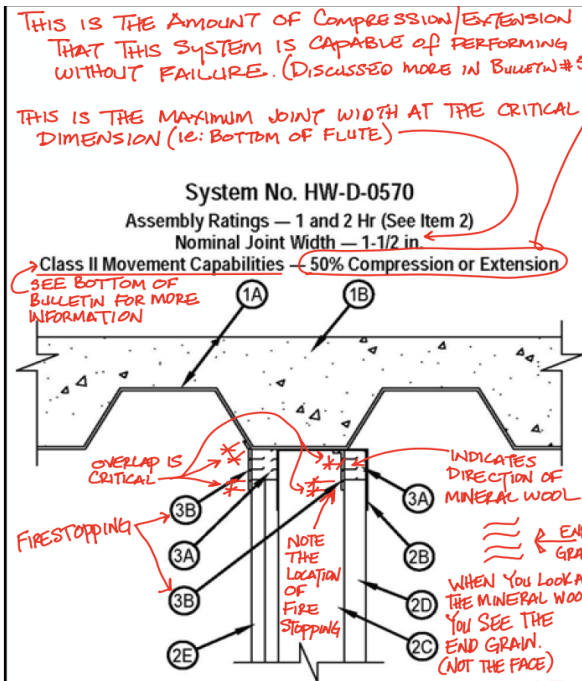 THIS IS THE AMOUNT OF COMPRESSION/EXTENSION
THAT THIS SYSTEM IS CAPABLE OF PERFORMING
WITHOUT FAILURE. (DISCUSSED MORE IN BULLETIN #
THIS IS THE MAXIMUM JOINT WIDTH AT THE CRITICAL
DIMENSION (ie: BOTTOM OF FLUTE)
System No. HW-D-0570
Assembly Ratings — 1 and 2 Hr (See Item 2)
Nominal Joint Width — 1-1/2 in.
Class II Movement Capabilities — 50% Compression or Extension
SEE BOTTOM OF
BULLETIN FOR MORE
INFORMATION
1A
1B
OVERLAP IS
CRITICAL
INDICATES
DIRECTION OF
MINERAL WOOL
3B
3A
FIRESTOPPING
3A
2B
NOTE
THE
LOCATION
OF
FIRE
STOPPING
3B
2D
2E
2C
WHEN YOU LOOK
THE MINERAL
YOU SEE THE
END GRAIN.
(NOT THE FACE)